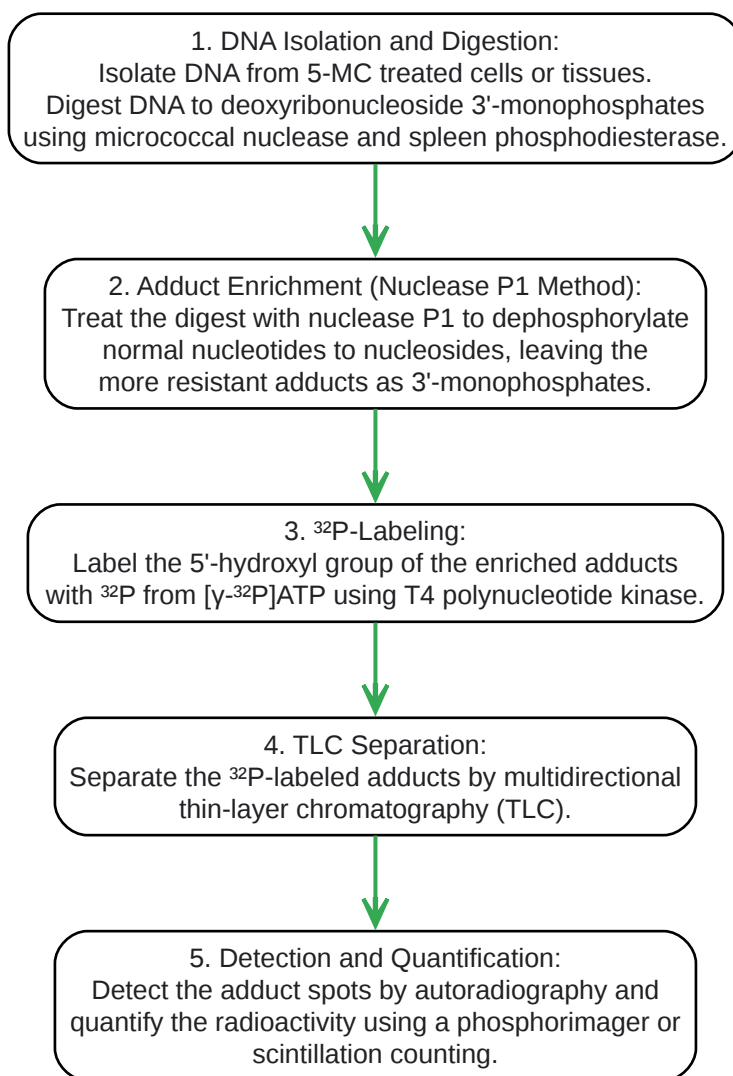 1. DNA Isolation and Digestion:
Isolate DNA from 5-MC treated cells or tissues.
Digest DNA to deoxyribonucleoside 3'-monophosphates
using micrococcal nuclease and spleen phosphodiesterase.
2. Adduct Enrichment (Nuclease P1 Method):
Treat the digest with nuclease P1 to dephosphorylate
normal nucleotides to nucleosides, leaving the
more resistant adducts as 3'-monophosphates.
3. ³²P-Labeling:
Label the 5'-hydroxyl group of the enriched adducts
with ³²P from [γ-³²P]ATP using T4 polynucleotide kinase.
4. TLC Separation:
Separate the ³²P-labeled adducts by multidirectional
thin-layer chromatography (TLC).
5. Detection and Quantification:
Detect the adduct spots by autoradiography and
quantify the radioactivity using a phosphorimager or
scintillation counting.